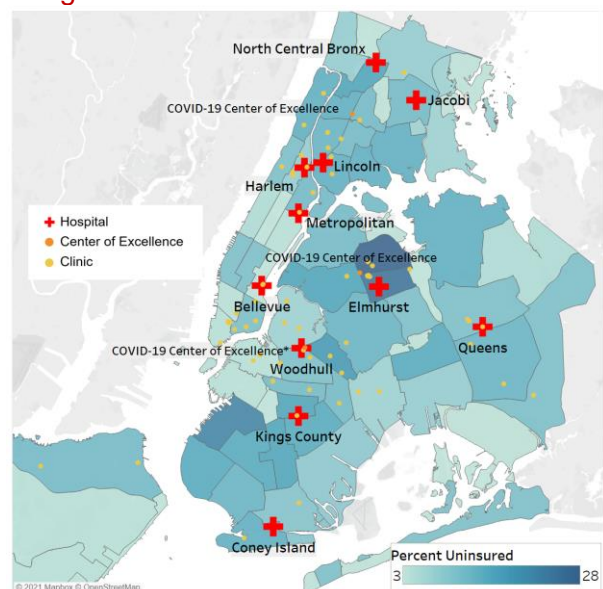 North Central Bronx
COVID-19 Center of Excellence
Jacobi
Lincoln
Harlem
Hospital
Center of Excellence
Clinic
Metropolitan
COVID-19 Center of Excellence
Bellevue
Elmhurst
Queens
COVID-19 Center of Excellence*
Woodhull
Kings County
Coney Island
Percent Uninsured
3 28
© 2021 Mapbox © OpenStreetMap